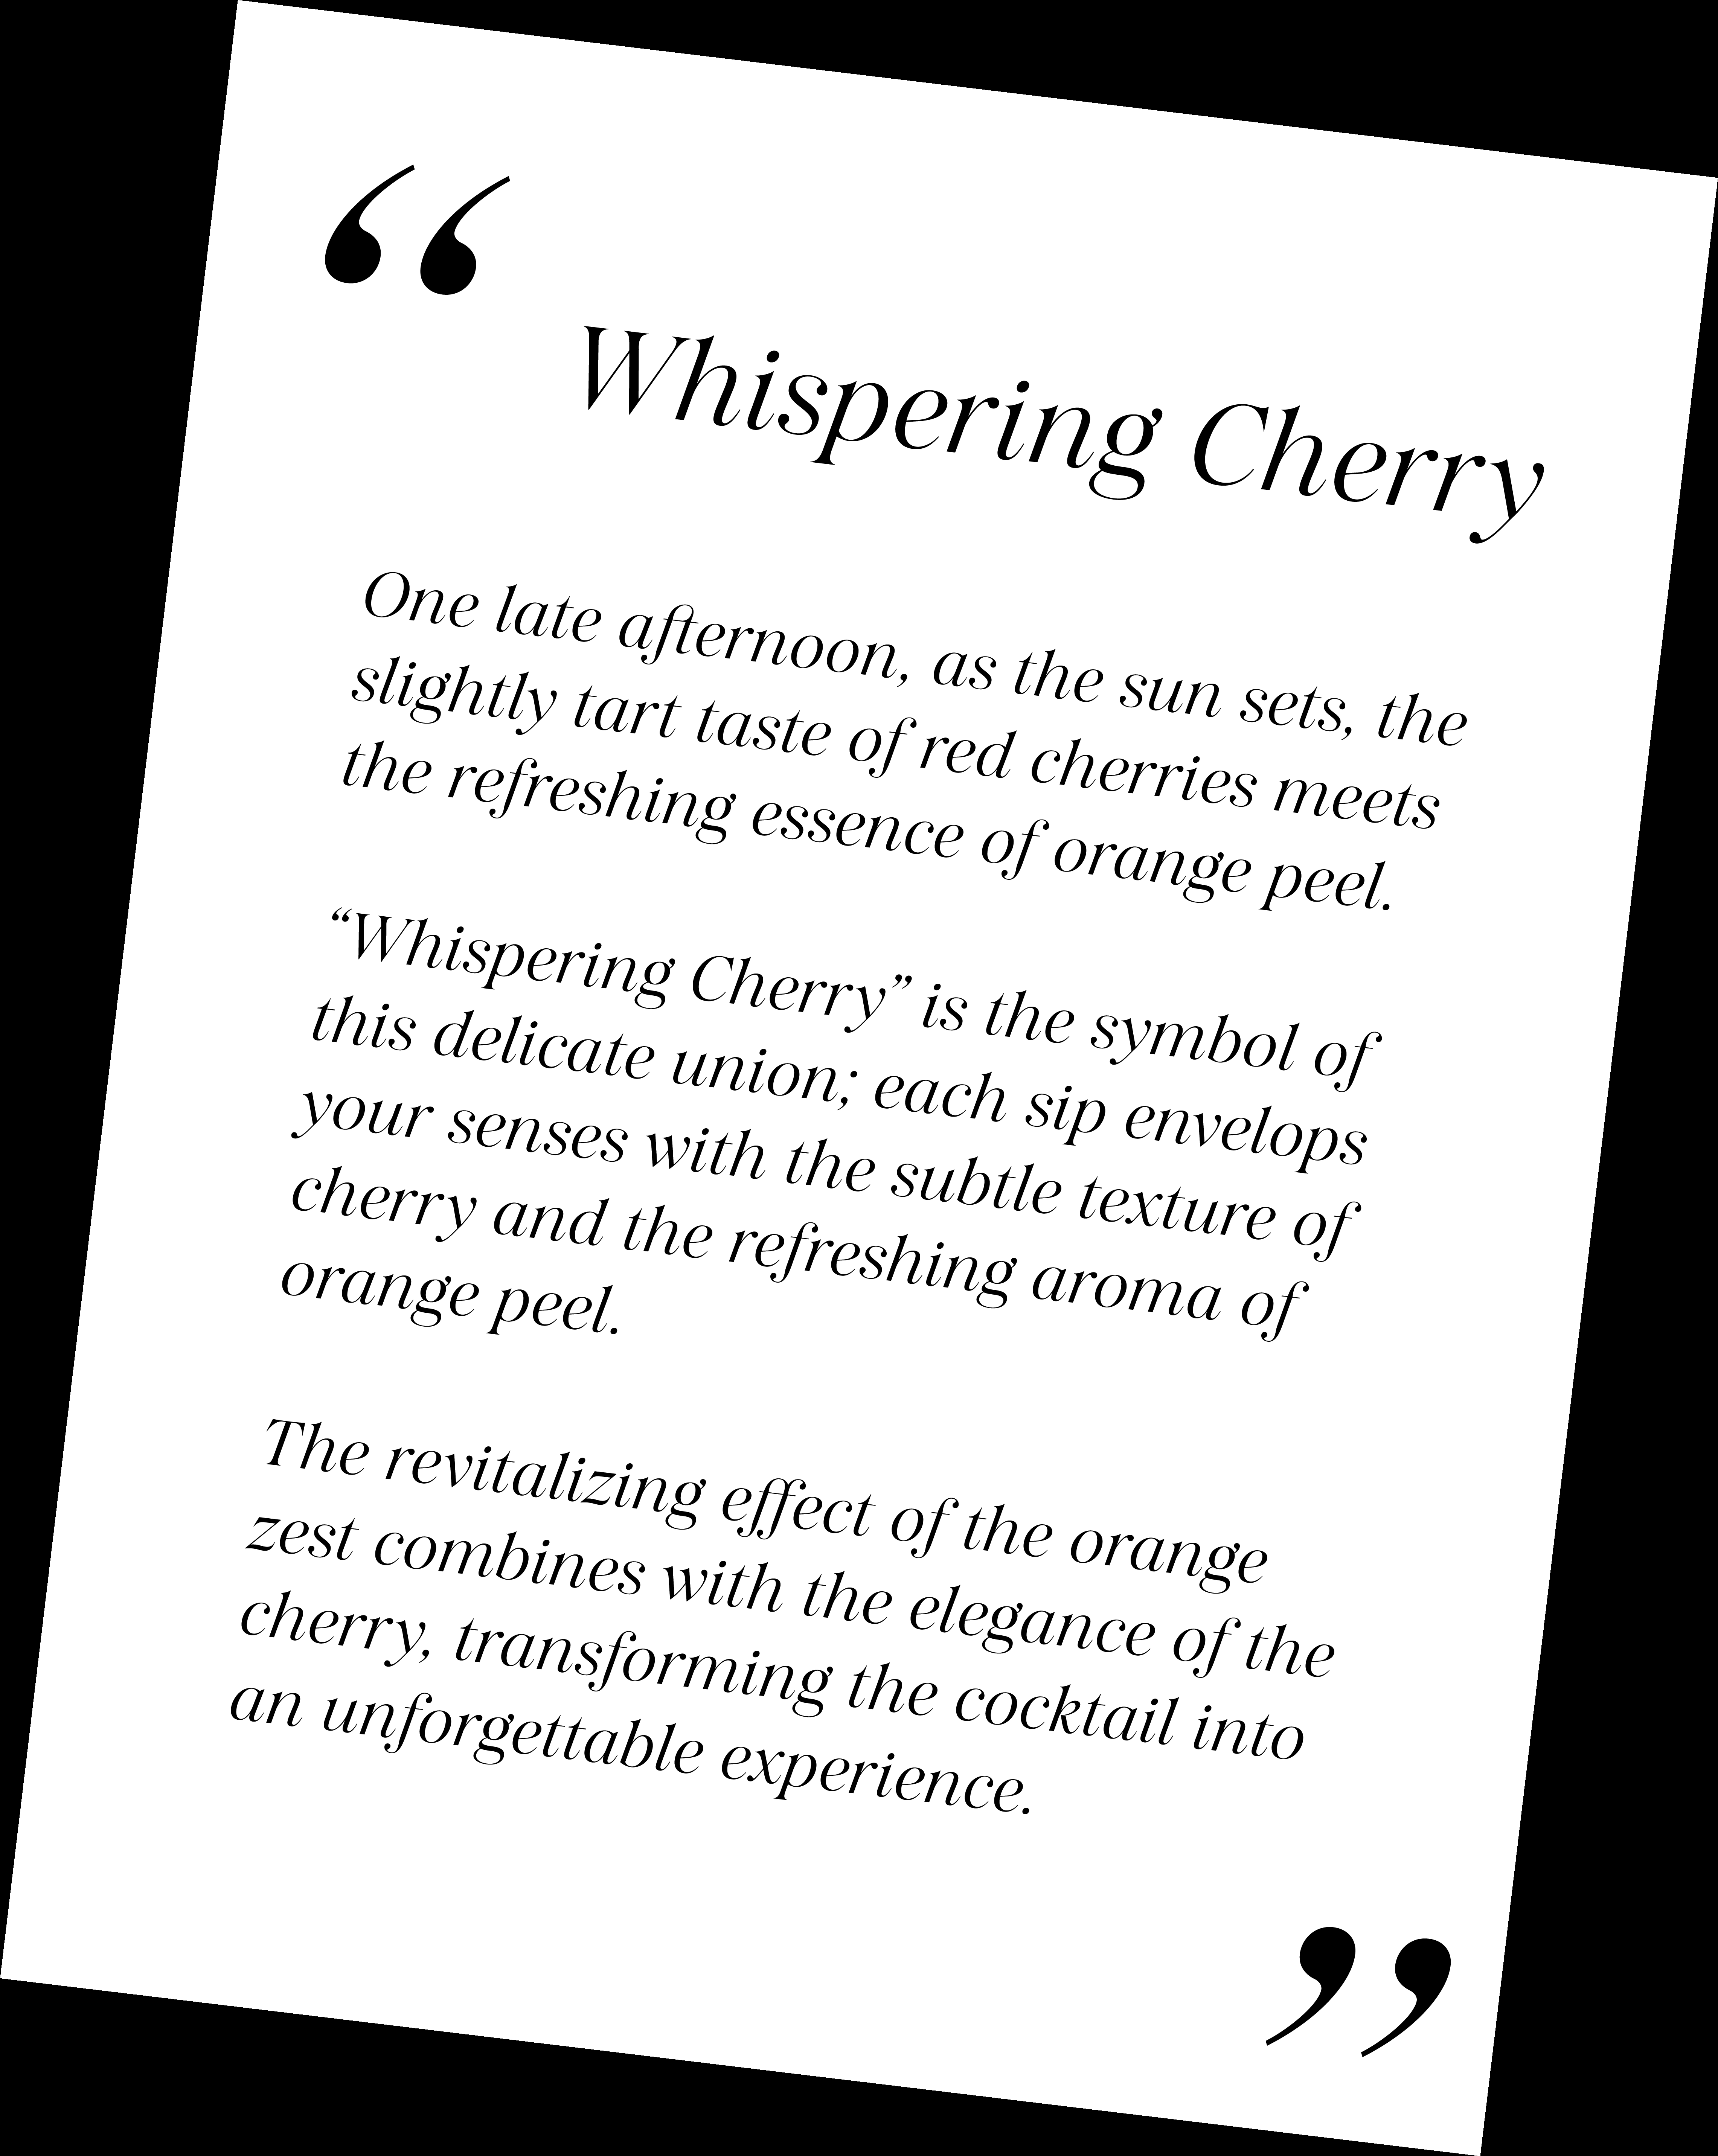 “
Whispering Cherry
One late afternoon, as the sun sets, the
slightly tart taste of red cherries meets
the refreshing essence of orange peel.
“Whispering Cherry” is the symbol of
this delicate union; each sip envelops
your senses with the subtle texture of
cherry and the refreshing aroma of
orange peel.
The revitalizing effect of the orange
zest combines with the elegance of the
cherry, transforming the cocktail into
an unforgettable experience.
”